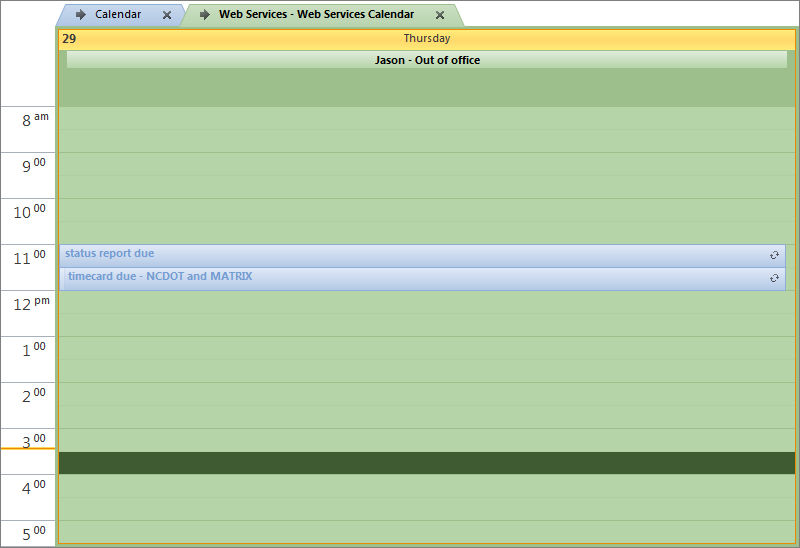 Calendar
Web Services - Web Services Calendar
29 Thursday
Jason - Out of office
8 am
9 00
10 00
11 00 status report due
timecard due - NCDOT and MATRIX
12 pm
1 00
2 00
3 00
4 00
5 00